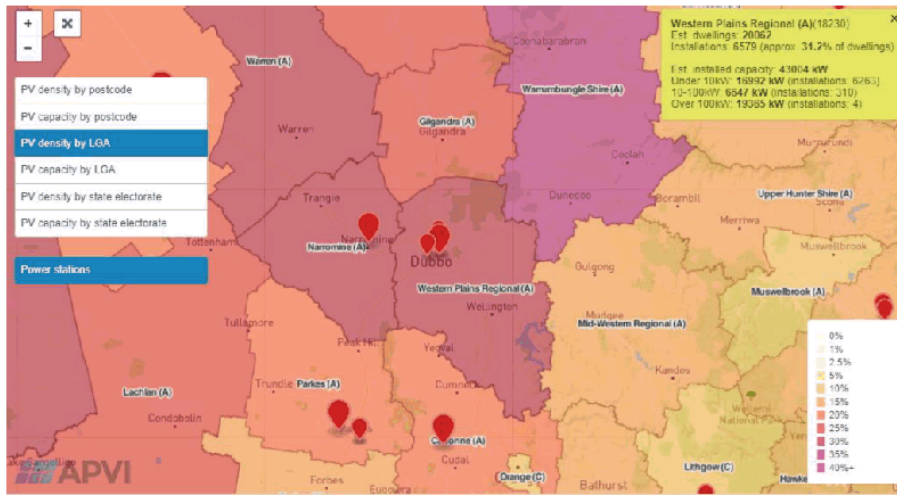 +
−
PV density by postcode
PV capacity by postcode
PV density by LGA
PV capacity by LGA
PV density by state electorate
PV capacity by state electorate
Power stations
Western Plains Regional (A)(18230)
Est. dwellings: 20062
Installations: 6579 (approx. 31.2% of dwellings)
Est. installed capacity: 43004 kW
Under 10kW: 16992 kW (installations: 6263)
10-100kW: 6647 kW (installations: 310)
Over 100kW: 19365 kW (installations: 4)
Coonabarabran
Warren (A)
Warrumbungle Shire (A)
Gilgandra (A)
Gilgandra
Warren
Coolah
Murrurundi
Trangie
Dunedoo
Borambil
Upper Hunter Shire (A)
Scone
Merriwa
Tottenham
Narromine
Narromine (A)
Dubbo
Gulgong
Muswellbrook
Western Plains Regional (A)
Muswellbrook (A)
Wellington
Mudgee
Mid-Western Regional (A)
Tullamore
Peak Hill
Yeoval
Kandos
Trundle
Parkes (A)
Lachlan (A)
Condobolin
Cabonne (A)
Cudal
Orange (C)
Lithgow (C)
Forbes
Eugowra
Bathurst
APVI
0%
1%
2.5%
5%
10%
15%
20%
25%
30%
35%
40%+